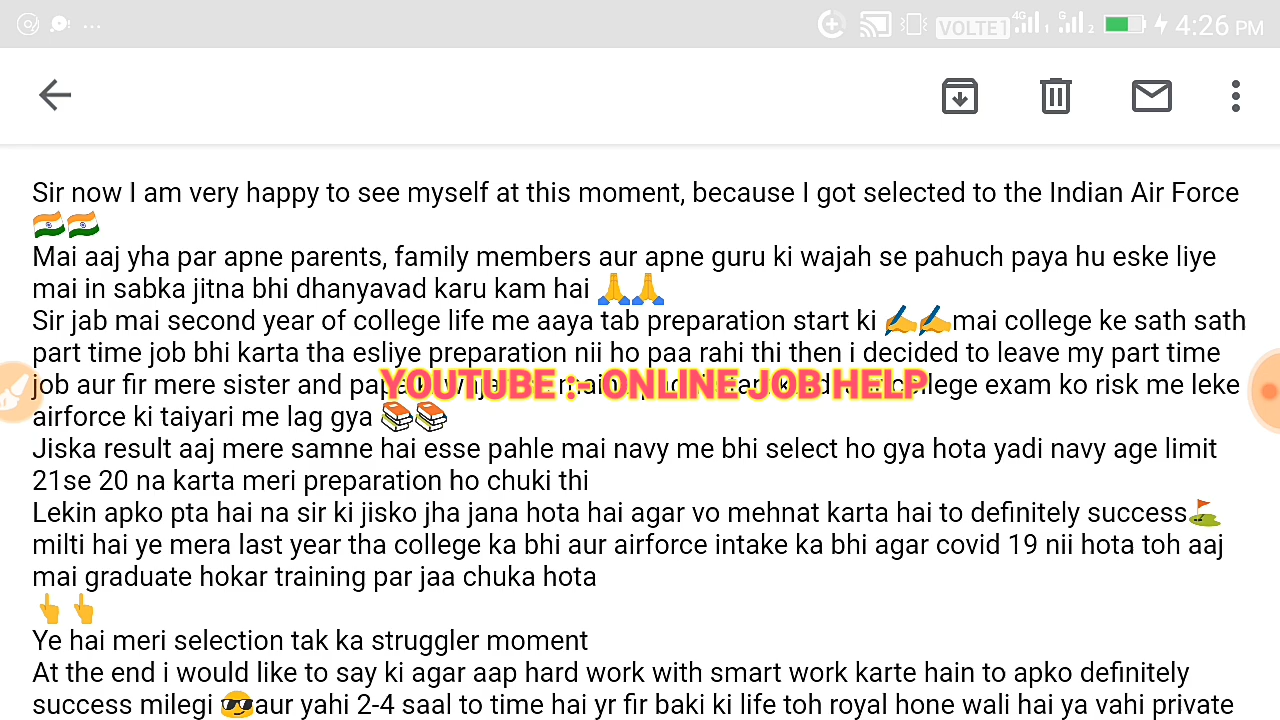 VOLTE1 4G 1 G 2 4:26 PM
Sir now I am very happy to see myself at this moment, because I got selected to the Indian Air Force
🇮🇳🇮🇳
Mai aaj yha par apne parents, family members aur apne guru ki wajah se pahuch paya hu eske liye
mai in sabka jitna bhi dhanyavad karu kam hai 🙏🙏
Sir jab mai second year of college life me aaya tab preparation start ki ✍️✍️mai college ke sath sath
part time job bhi karta tha esliye preparation nii ho paa rahi thi then i decided to leave my part time
job aur fir mere sister and college exam ko risk me leke
YOUTUBE :- ONLINE JOB HELP
airforce ki taiyari me lag gya 📚📚
Jiska result aaj mere samne hai esse pahle mai navy me bhi select ho gya hota yadi navy age limit
21se 20 na karta meri preparation ho chuki thi
Lekin apko pta hai na sir ki jisko jha jana hota hai agar vo mehnat karta hai to definitely success⛳
milti hai ye mera last year tha college ka bhi aur airforce intake ka bhi agar covid 19 nii hota toh aaj
mai graduate hokar training par jaa chuka hota
👆👆
Ye hai meri selection tak ka struggler moment
At the end i would like to say ki agar aap hard work with smart work karte hain to apko definitely
success milegi 😎aur yahi 2-4 saal to time hai yr fir baki ki life toh royal hone wali hai ya vahi private